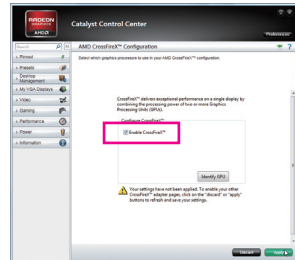 RADEON
GRAPHICS
AMD
Catalyst Control Center
Preferences
Search
AMD CrossFireX™ Configuration
Pinned
Presets
Desktop
Management
My VGA Displays
Video
Gaming
Performance
Power
Information
Select which graphics processors to use in your AMD CrossFireX™ configuration.
CrossFireX™ delivers exceptional performance on a single display by
combining the processing power of two or more Graphics
Processing Units (GPU).
Configure CrossFireX™
Enable CrossFireX™
Identify GPU
Your settings have not been applied. To enable your other
CrossFireX™ adapter pages, click on the "discard" or "apply"
buttons to refresh and save your settings.
Discard
Apply